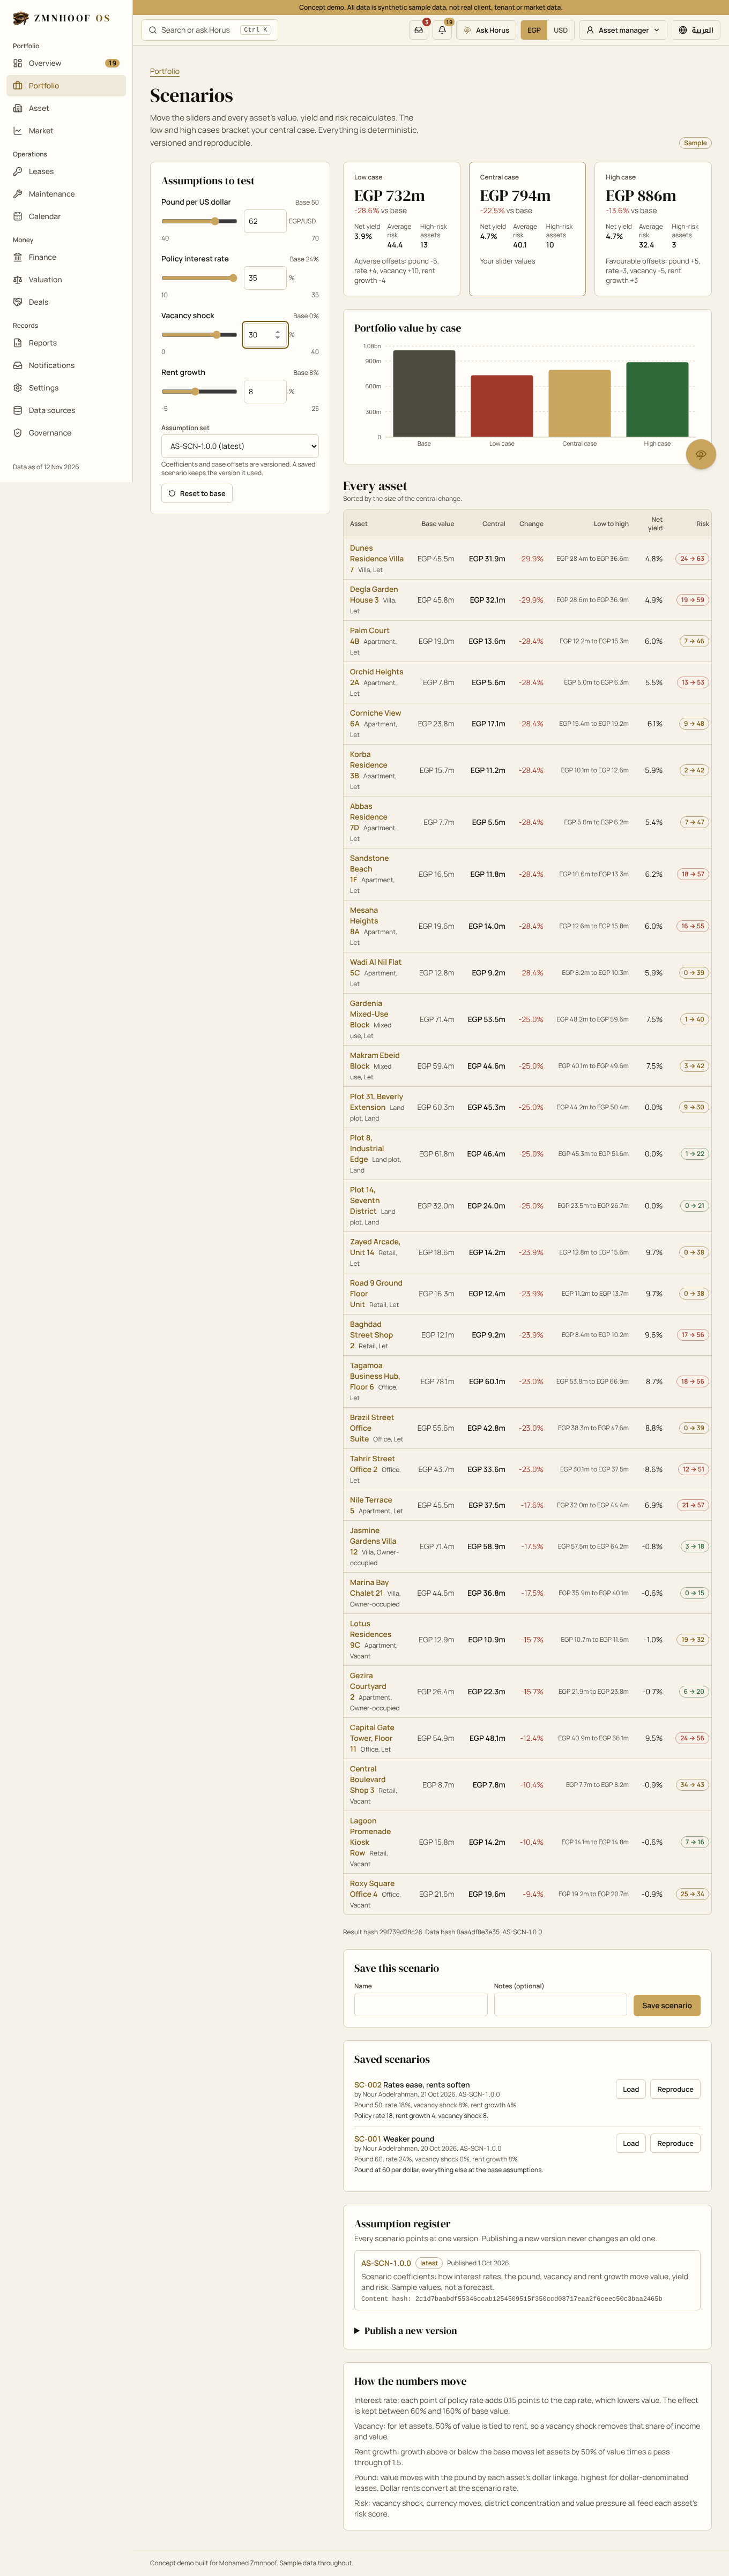 Concept demo. All data is synthetic sample data, not real client, tenant or market data.
ZMNHOOF OS
Search or ask Horus
Ctrl K
3
19
Ask Horus
EGP
USD
Asset manager
العربية
Portfolio
Overview
19
Portfolio
Asset
Market
Operations
Leases
Maintenance
Calendar
Money
Finance
Valuation
Deals
Records
Reports
Notifications
Settings
Data sources
Governance
Data as of 12 Nov 2026
Portfolio
Scenarios
Move the sliders and every asset's value, yield and risk recalculates. The
low and high cases bracket your central case. Everything is deterministic,
versioned and reproducible.
Sample
Assumptions to test
Pound per US dollar
Base 50
62
EGP/USD
40
70
Policy interest rate
Base 24%
35
%
10
35
Vacancy shock
Base 0%
30
%
0
40
Rent growth
Base 8%
8
%
-5
25
Assumption set
AS-SCN-1.0.0 (latest)
Coefficients and case offsets are versioned. A saved
scenario keeps the version it used.
Reset to base
Low case
EGP 732m
-28.6% vs base
Net yield
3.9%
Average
risk
44.4
High-risk
assets
13
Adverse offsets: pound -5,
rate +4, vacancy +10, rent
growth -4
Central case
EGP 794m
-22.5% vs base
Net yield
4.7%
Average
risk
40.1
High-risk
assets
10
Your slider values
High case
EGP 886m
-13.6% vs base
Net yield
4.7%
Average
risk
32.4
High-risk
assets
3
Favourable offsets: pound +5,
rate -3, vacancy -5, rent
growth +3
Portfolio value by case
1.08bn
900m
600m
300m
0
Base
Low case
Central case
High case
Every asset
Sorted by the size of the central change.
Asset
Base value
Central
Change
Low to high
Net
yield
Risk
Dunes
Residence Villa
7 Villa, Let
EGP 45.5m
EGP 31.9m
-29.9%
EGP 28.4m to EGP 36.6m
4.8%
24 → 63
Degla Garden
House 3 Villa,
Let
EGP 45.8m
EGP 32.1m
-29.9%
EGP 28.6m to EGP 36.9m
4.9%
19 → 59
Palm Court
4B Apartment,
Let
EGP 19.0m
EGP 13.6m
-28.4%
EGP 12.2m to EGP 15.3m
6.0%
7 → 46
Orchid Heights
2A Apartment,
Let
EGP 7.8m
EGP 5.6m
-28.4%
EGP 5.0m to EGP 6.3m
5.5%
13 → 53
Corniche View
6A Apartment,
Let
EGP 23.8m
EGP 17.1m
-28.4%
EGP 15.4m to EGP 19.2m
6.1%
9 → 48
Korba
Residence
3B Apartment,
Let
EGP 15.7m
EGP 11.2m
-28.4%
EGP 10.1m to EGP 12.6m
5.9%
2 → 42
Abbas
Residence
7D Apartment,
Let
EGP 7.7m
EGP 5.5m
-28.4%
EGP 5.0m to EGP 6.2m
5.4%
7 → 47
Sandstone
Beach
1F Apartment,
Let
EGP 16.5m
EGP 11.8m
-28.4%
EGP 10.6m to EGP 13.3m
6.2%
18 → 57
Mesaha
Heights
8A Apartment,
Let
EGP 19.6m
EGP 14.0m
-28.4%
EGP 12.6m to EGP 15.8m
6.0%
16 → 55
Wadi Al Nil Flat
5C Apartment,
Let
EGP 12.8m
EGP 9.2m
-28.4%
EGP 8.2m to EGP 10.3m
5.9%
0 → 39
Gardenia
Mixed-Use
Block Mixed
use, Let
EGP 71.4m
EGP 53.5m
-25.0%
EGP 48.2m to EGP 59.6m
7.5%
1 → 40
Makram Ebeid
Block Mixed
use, Let
EGP 59.4m
EGP 44.6m
-25.0%
EGP 40.1m to EGP 49.6m
7.5%
3 → 42
Plot 31, Beverly
Extension Land
plot, Land
EGP 60.3m
EGP 45.3m
-25.0%
EGP 44.2m to EGP 50.4m
0.0%
9 → 30
Plot 8,
Industrial
Edge Land plot,
Land
EGP 61.8m
EGP 46.4m
-25.0%
EGP 45.3m to EGP 51.6m
0.0%
1 → 22
Plot 14,
Seventh
District Land
plot, Land
EGP 32.0m
EGP 24.0m
-25.0%
EGP 23.5m to EGP 26.7m
0.0%
0 → 21
Zayed Arcade,
Unit 14 Retail,
Let
EGP 18.6m
EGP 14.2m
-23.9%
EGP 12.8m to EGP 15.6m
9.7%
0 → 38
Road 9 Ground
Floor
Unit Retail, Let
EGP 16.3m
EGP 12.4m
-23.9%
EGP 11.2m to EGP 13.7m
9.7%
0 → 38
Baghdad
Street Shop
2 Retail, Let
EGP 12.1m
EGP 9.2m
-23.9%
EGP 8.4m to EGP 10.2m
9.6%
17 → 56
Tagamoa
Business Hub,
Floor 6 Office,
Let
EGP 78.1m
EGP 60.1m
-23.0%
EGP 53.8m to EGP 66.9m
8.7%
18 → 56
Brazil Street
Office
Suite Office, Let
EGP 55.6m
EGP 42.8m
-23.0%
EGP 38.3m to EGP 47.6m
8.8%
0 → 39
Tahrir Street
Office 2 Office,
Let
EGP 43.7m
EGP 33.6m
-23.0%
EGP 30.1m to EGP 37.5m
8.6%
12 → 51
Nile Terrace
5 Apartment, Let
EGP 45.5m
EGP 37.5m
-17.6%
EGP 32.0m to EGP 44.4m
6.9%
21 → 57
Jasmine
Gardens Villa
12 Villa, Owner-
occupied
EGP 71.4m
EGP 58.9m
-17.5%
EGP 57.5m to EGP 64.2m
-0.8%
3 → 18
Marina Bay
Chalet 21 Villa,
Owner-occupied
EGP 44.6m
EGP 36.8m
-17.5%
EGP 35.9m to EGP 40.1m
-0.6%
0 → 15
Lotus
Residences
9C Apartment,
Vacant
EGP 12.9m
EGP 10.9m
-15.7%
EGP 10.7m to EGP 11.6m
-1.0%
19 → 32
Gezira
Courtyard
2 Apartment,
Owner-occupied
EGP 26.4m
EGP 22.3m
-15.7%
EGP 21.9m to EGP 23.8m
-0.7%
6 → 20
Capital Gate
Tower, Floor
11 Office, Let
EGP 54.9m
EGP 48.1m
-12.4%
EGP 40.9m to EGP 56.1m
9.5%
24 → 56
Central
Boulevard
Shop 3 Retail,
Vacant
EGP 8.7m
EGP 7.8m
-10.4%
EGP 7.7m to EGP 8.2m
-0.9%
34 → 43
Lagoon
Promenade
Kiosk
Row Retail,
Vacant
EGP 15.8m
EGP 14.2m
-10.4%
EGP 14.1m to EGP 14.8m
-0.6%
7 → 16
Roxy Square
Office 4 Office,
Vacant
EGP 21.6m
EGP 19.6m
-9.4%
EGP 19.2m to EGP 20.7m
-0.9%
25 → 34
Result hash 29f739d28c26. Data hash 0aa4df8e3e35. AS-SCN-1.0.0
Save this scenario
Name
Notes (optional)
Save scenario
Saved scenarios
SC-002 Rates ease, rents soften
by Nour Abdelrahman, 21 Oct 2026, AS-SCN-1.0.0
Pound 50, rate 18%, vacancy shock 8%, rent growth 4%
Policy rate 18, rent growth 4, vacancy shock 8.
Load
Reproduce
SC-001 Weaker pound
by Nour Abdelrahman, 20 Oct 2026, AS-SCN-1.0.0
Pound 60, rate 24%, vacancy shock 0%, rent growth 8%
Pound at 60 per dollar, everything else at the base assumptions.
Load
Reproduce
Assumption register
Every scenario points at one version. Publishing a new version never changes an old one.
AS-SCN-1.0.0
latest
Published 1 Oct 2026
Scenario coefficients: how interest rates, the pound, vacancy and rent growth move value, yield
and risk. Sample values, not a forecast.
Content hash: 2c1d7baabdf55346ccab1254509515f350ccd08717eaa2f6ceec50c3baa2465b
Publish a new version
How the numbers move
Interest rate: each point of policy rate adds 0.15 points to the cap rate, which lowers value. The effect
is kept between 60% and 160% of base value.
Vacancy: for let assets, 50% of value is tied to rent, so a vacancy shock removes that share of income
and value.
Rent growth: growth above or below the base moves let assets by 50% of value times a pass-
through of 1.5.
Pound: value moves with the pound by each asset's dollar linkage, highest for dollar-denominated
leases. Dollar rents convert at the scenario rate.
Risk: vacancy, currency moves, district concentration and value pressure all feed each asset's
risk score.
Concept demo built for Mohamed Zmnhoof. Sample data throughout.